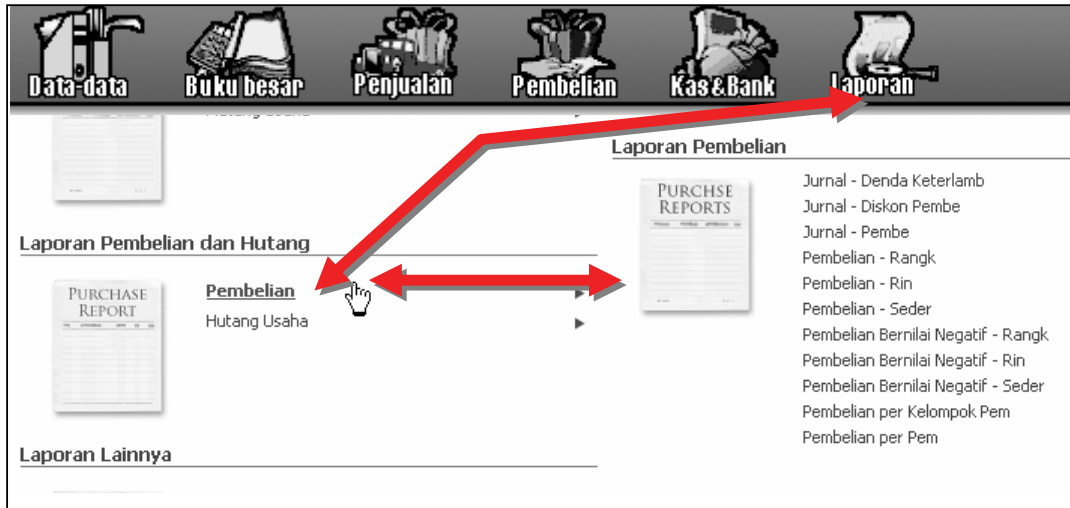 Data-data
Buku besar
Penjualan
Pembelian
Kas&Bank
Laporan
Laporan Pembelian dan Hutang
PURCHASE
REPORT
Pembelian
Hutang Usaha
Laporan Lainnya
Laporan Pembelian
PURCHSE
REPORTS
Jurnal - Denda Keterlamb
Jurnal - Diskon Pembe
Jurnal - Pembe
Pembelian - Rangk
Pembelian - Rin
Pembelian - Seder
Pembelian Bernilai Negatif - Rangk
Pembelian Bernilai Negatif - Rin
Pembelian Bernilai Negatif - Seder
Pembelian per Kelompok Pem
Pembelian per Pem